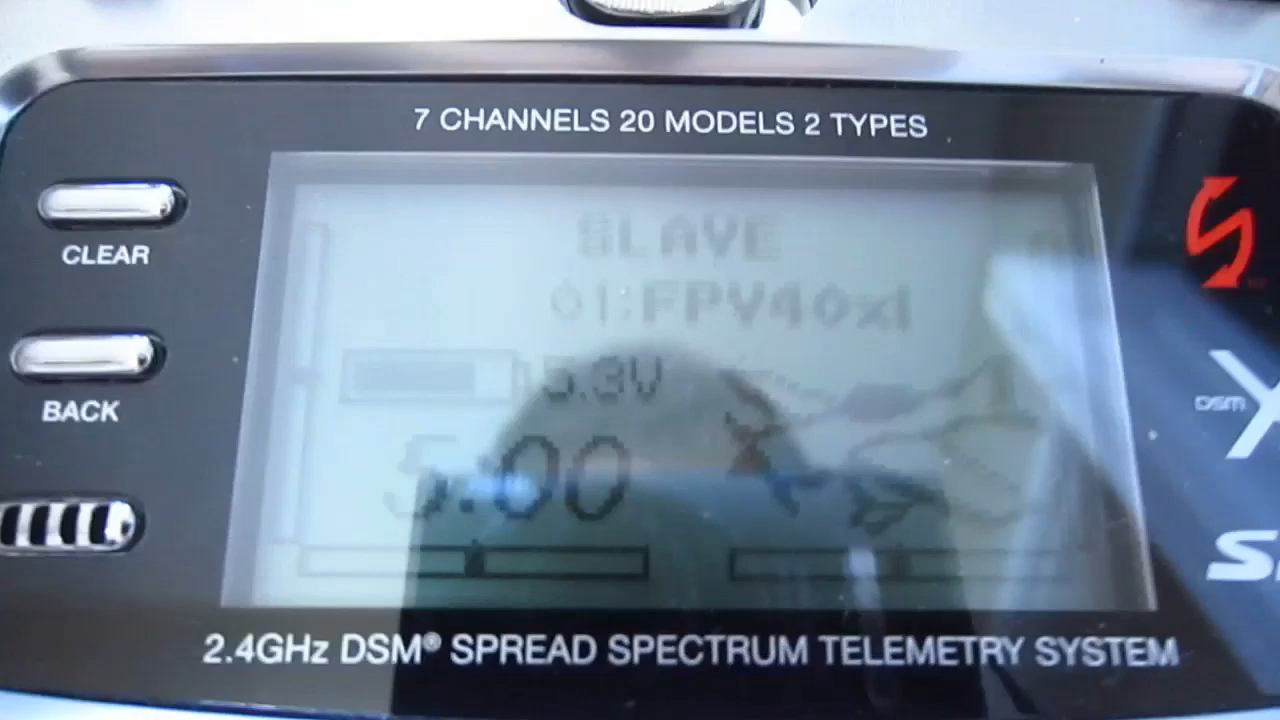 7 CHANNELS 20 MODELS 2 TYPES
CLEAR
SLAVE
01:FPV40xl
5.3V
BACK
DSM
5:00
2.4GHz DSM® SPREAD SPECTRUM TELEMETRY SYSTEM